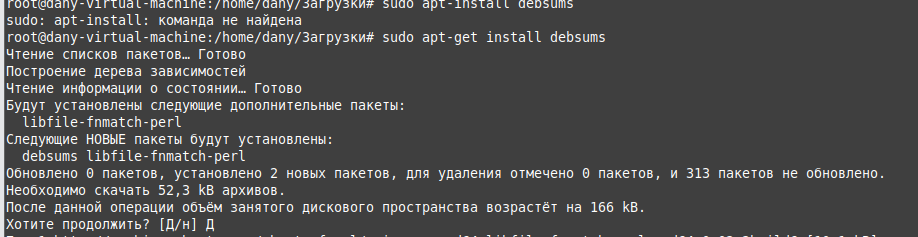 root@dany-virtual-machine:/home/dany/Загрузки# sudo apt-install debsums
sudo: apt-install: команда не найдена
root@dany-virtual-machine:/home/dany/Загрузки# sudo apt-get install debsums
Чтение списков пакетов… Готово
Построение дерева зависимостей
Чтение информации о состоянии… Готово
Будут установлены следующие дополнительные пакеты:
  libfile-fnmatch-perl
Следующие НОВЫЕ пакеты будут установлены:
  debsums libfile-fnmatch-perl
Обновлено 0 пакетов, установлено 2 новых пакетов, для удаления отмечено 0 пакетов, и 313 пакетов не обновлено.
Необходимо скачать 52,3 kB архивов.
После данной операции объём занятого дискового пространства возрастёт на 166 kB.
Хотите продолжить? [Д/н] Д